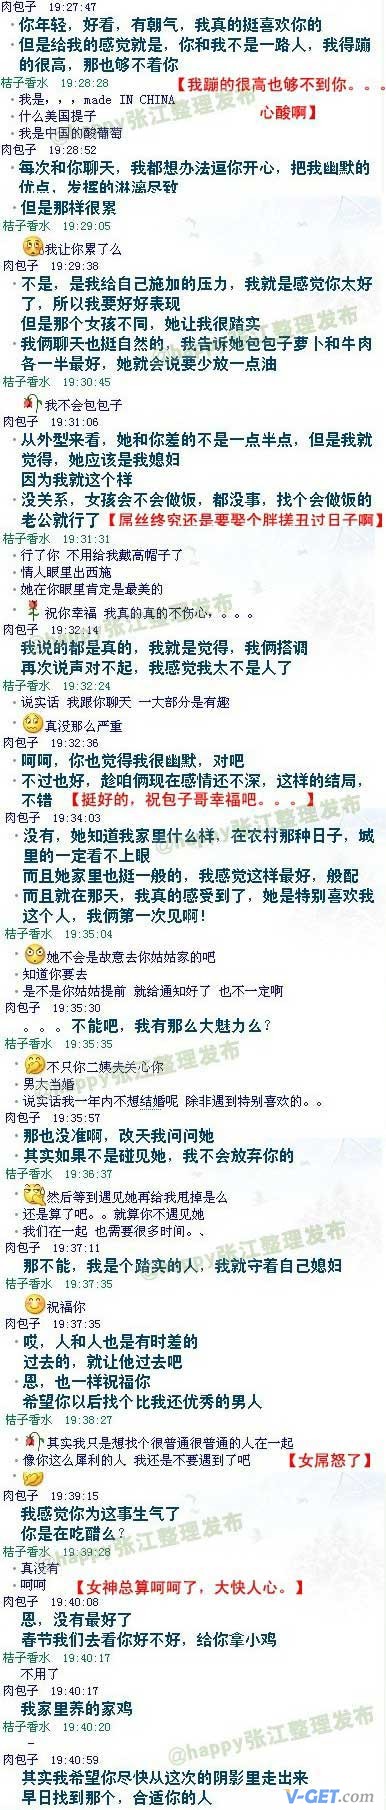 肉包子 19:27:47
你年轻，好看，有朝气，我真的挺喜欢你的
但是给我的感觉就是，你和我不是一路人，我得蹦
的很高，那也够不着你
桔子香水 19:28:28
【我蹦的很高也够不到你。。。
我是，，，made IN CHINA
心酸啊】
什么美国提子
我是中国的酸葡萄
肉包子 19:28:52
每次和你聊天，我都想办法逗你开心，把我幽默的
优点，发挥的淋漓尽致
但是那样很累
桔子香水 19:29:05
我让你累了么
肉包子 19:29:38
不是，是我给自己施加的压力，我就是感觉你太好
了，所以我要好好表现
但是那个女孩不同，她让我很踏实
我俩聊天也挺自然的，我告诉她包包子萝卜和牛肉
各一半最好，她就会说要少放一点油
桔子香水 19:30:45
我不会包包子
肉包子 19:31:06
从外型来看，她和你差的不是一点半点，但是我就
觉得，她应该是我媳妇
因为我就这个样
没关系，女孩会不会做饭，都没事，找个会做饭的
老公就行了【屌丝终究还是要娶个胖搓丑讨日子啊】
桔子香水 19:31:31
行了你 不用给我戴高帽子了
情人眼里出西施
她在你眼里肯定是最美的
祝你幸福 我真的真的不伤心，。。。
肉包子 19:32:14
我说的都是真的，我就是觉得，我俩搭调
再次说声对不起，我感觉我太不是人了
桔子香水 19:32:24
说实话 我跟你聊天 一大部分是有趣
真没那么严重
肉包子 19:32:36
呵呵，你也觉得我很幽默，对吧
不过也好，趁咱俩现在感情还不深，这样的结局，
不错 【挺好的，祝包子哥幸福吧。。。】
肉包子 19:34:03
没有，她知道我家里什么样，在农村那种日子，城
里的一定看不上眼
而且她家里也挺一般的，我感觉这样最好，般配
而且就在那天，我真的感受到了，她是特别喜欢我
这个人，我俩第一次见啊！
桔子香水 19:35:04
她不会是故意去你姑姑家的吧
知道你要去
是不是你姑姑提前 就给通知好了 也不一定啊
肉包子 19:35:30
。。。不能吧，我有那么大魅力么？
桔子香水 19:35:35
不只你二姨夫关心你
男大当婚
说实话我一年内不想结婚呢 除非遇到特别喜欢的。。
肉包子 19:35:57
那也没准啊，改天我问问她
其实如果不是碰见她，我不会放弃你的
桔子香水 19:36:37
然后等到遇见她再给我甩掉是么
还是算了吧。。就算你不遇见她
我们在一起 也需要很多时间。、
肉包子 19:37:11
那不能，我是个踏实的人，我就守着自己媳妇
桔子香水 19:37:35
祝福你
肉包子 19:37:35
哎，人和人也是有时差的
过去的，就让他过去吧
恩，也一样祝福你
希望你以后找个比我还优秀的男人
桔子香水 19:38:27
其实我只是想找个很普通很普通的人在一起
像你这么犀利的人 我还是不要遇到了吧 【女屌怒了】
肉包子 19:39:15
我感觉你为这事生气了
你是在吃醋么？
桔子香水 19:39:28
真没有
呵呵 【女神总算呵呵了，大快人心。】
肉包子 19:40:08
恩，没有最好了
春节我们去看你好不好，给你拿小鸡
桔子香水 19:40:17
不用了
肉包子 19:40:17
我家里养的家鸡
桔子香水 19:40:20
_
肉包子 19:40:59
其实我希望你尽快从这次的阴影里走出来
早日找到那个，合适你的人
@happy张江整理发布
V-GET.com